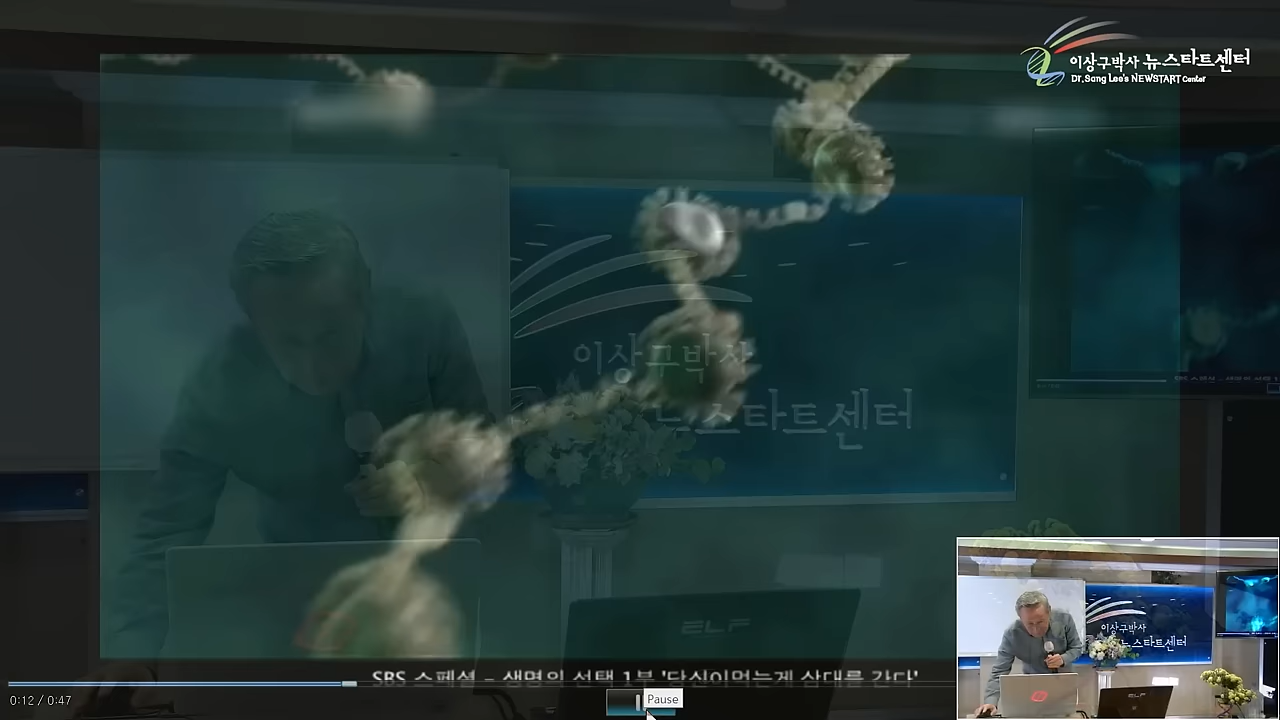 이상구박사 뉴스타트센터
Dr. Sang Lee's NEWSTART Center
이상구박사
뉴스타트센터
ELF
SBS 스페셜 - 생명의 선택 1부 '당신이먹는게 삼대를 간다'
0:12 / 0:47
Pause
이상구박사
뉴스타트센터
ELF